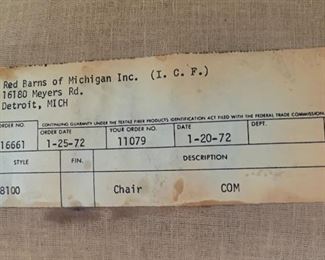 Red Barns of Michigan Inc. (I. C. F.)
16180 Meyers Rd.
Detroit, MICH
ORDER NO. CONTINUING GUARANTY UNDER THE TEXTILE FIBER PRODUCTS IDENTIFICATION ACT FILED WITH THE FEDERAL TRADE COMMISSION.
ORDER DATE YOUR ORDER NO. DATE DEPT.
16661 1-25-72 11079 1-20-72
STYLE FIN. DESCRIPTION
8100 Chair COM